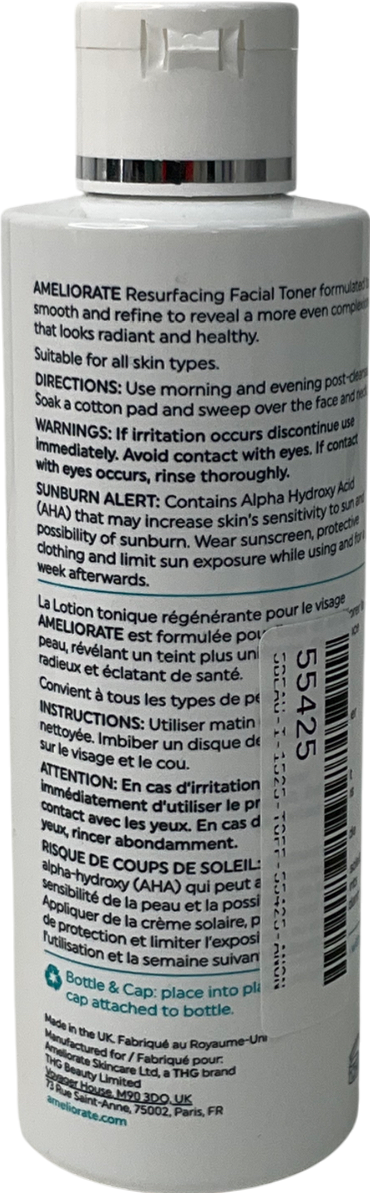 AMELIORATE Resurfacing Facial Toner formulated
smooth and refine to reveal a more even
that looks radiant and healthy.
Suitable for all skin types.
DIRECTIONS: Use morning and evening
Soak a cotton pad and sweep over the face and
WARNINGS: If irritation occurs discontinue use
immediately. Avoid contact with eyes. If contact
with eyes occurs, rinse thoroughly.
SUNBURN ALERT: Contains Alpha Hydroxy Acid
(AHA) that may increase skin's sensitivity to sun and
possibility of sunburn. Wear sunscreen, protective
clothing and limit sun exposure while using and for
week afterwards.
La Lotion tonique régénérante pour le visage
AMELIORATE est formulée pou
peau, révélant un teint plus uni
radieux et éclatant de santé.
Convient à tous les types de pe
INSTRUCTIONS: Utiliser matin
nettoyée. Imbiber un disque de
sur le visage et le cou.
ATTENTION: En cas d'irritation
immédiatement d'utiliser le pr
contact avec les yeux. En cas d
yeux, rincer abondamment.
RISQUE DE COUPS DE SOLEIL:
alpha-hydroxy (AHA) qui peut a
sensibilité de la peau et la possi
Appliquer de la crème solaire, p
de protection et limiter l'exposi
l'utilisation et la semaine suivan
Bottle & Cap: place into pla
cap attached to bottle.
Made in the UK. Fabriqué au Royaume-Uni
Manufactured for / Fabriqué pour:
Ameliorate Skincare Ltd, a THG brand
THG Beauty Limited
Voyager House, M90 3DQ, UK
73 Rue Sainte-Anne, 75002, Paris, FR
ameliorate.com
55425